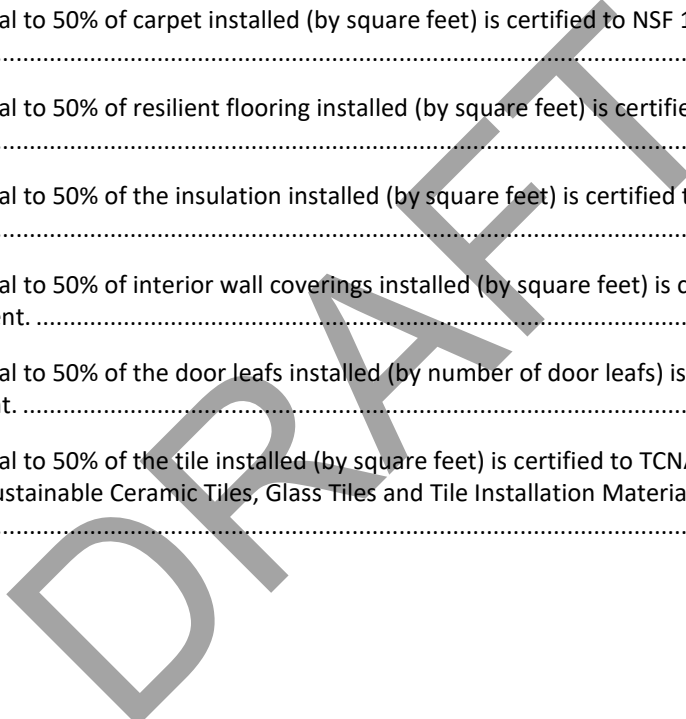 al to 50% of carpet installed (by square feet) is certified to NSF 1
................................................................................................
al to 50% of resilient flooring installed (by square feet) is certifie
................................................................................................
al to 50% of the insulation installed (by square feet) is certified t
................................................................................................
al to 50% of interior wall coverings installed (by square feet) is c
nt. ...........................................................................................
al to 50% of the door leafs installed (by number of door leafs) is
t. .............................................................................................
al to 50% of the tile installed (by square feet) is certified to TCNA
ustainable Ceramic Tiles, Glass Tiles and Tile Installation Materia
................................................................................................
DRAFT